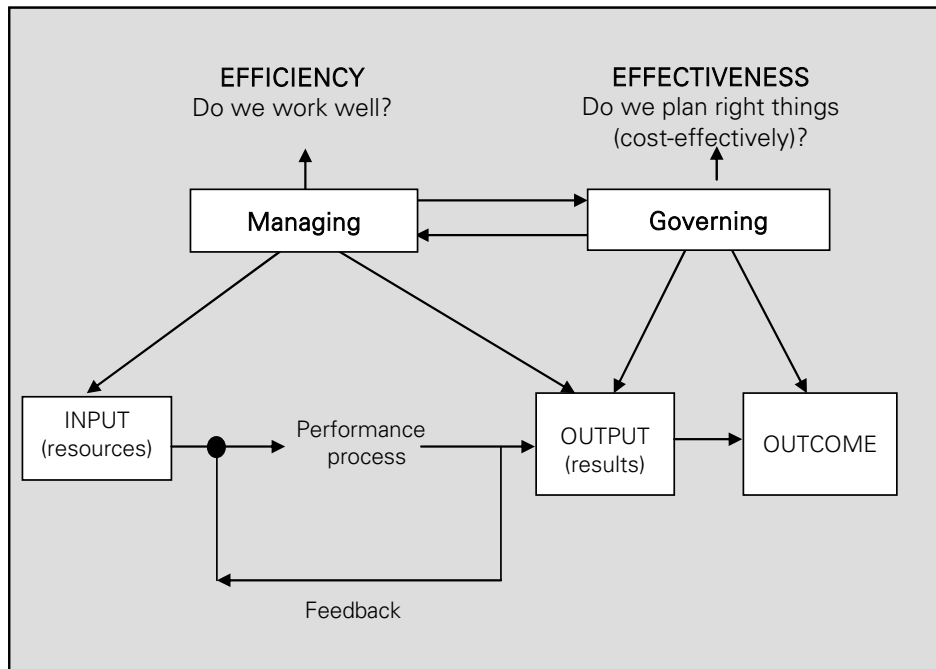 EFFICIENCY
Do we work well?
EFFECTIVENESS
Do we plan right things
(cost-effectively)?
Managing
Governing
INPUT
(resources)
Performance
process
OUTPUT
(results)
OUTCOME
Feedback